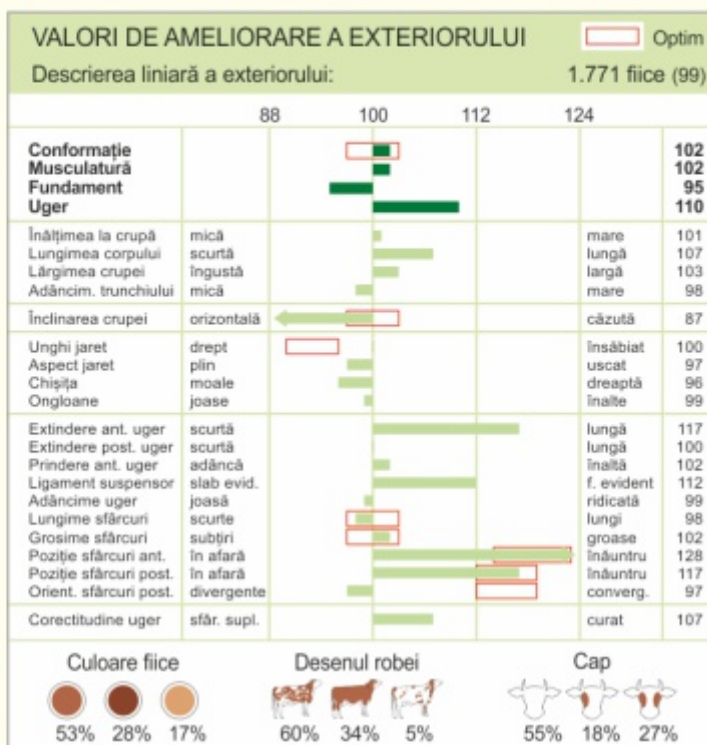 VALORI DE AMELIORARE A EXTERIORULUI Optim
Descrierea liniară a exteriorului: 1.771 fiice (99)
88 100 112 124
Conformație 102
Musculatură 102
Fundament 95
Uger 110
Înălțimea la crupă mică mare 101
Lungimea corpului scurtă lungă 107
Lărgimea crupei îngustă largă 103
Adâncim. trunchiului mică mare 98
Înclinarea crupei orizontală căzută 87
Unghi jaret drept însăbiat 100
Aspect jaret plin uscat 97
Chișița moale dreaptă 96
Ongloane joase înalte 99
Extindere ant. uger scurtă lungă 117
Extindere post. uger scurtă lungă 100
Prindere ant. uger adâncă înaltă 102
Ligament suspensor slab evid. f. evident 112
Adâncime uger joasă ridicată 99
Lungime sfârcuri scurte lungi 98
Grosime sfârcuri subțiri groase 102
Poziție sfârcuri ant. în afară înăuntru 128
Poziție sfârcuri post. în afară înăuntru 117
Orient. sfârcuri post. divergente converg. 97
Corectitudine uger sfâr. supl. curat 107
Culoare fiice Desenul robei Cap
53% 28% 17% 60% 34% 5% 55% 18% 27%